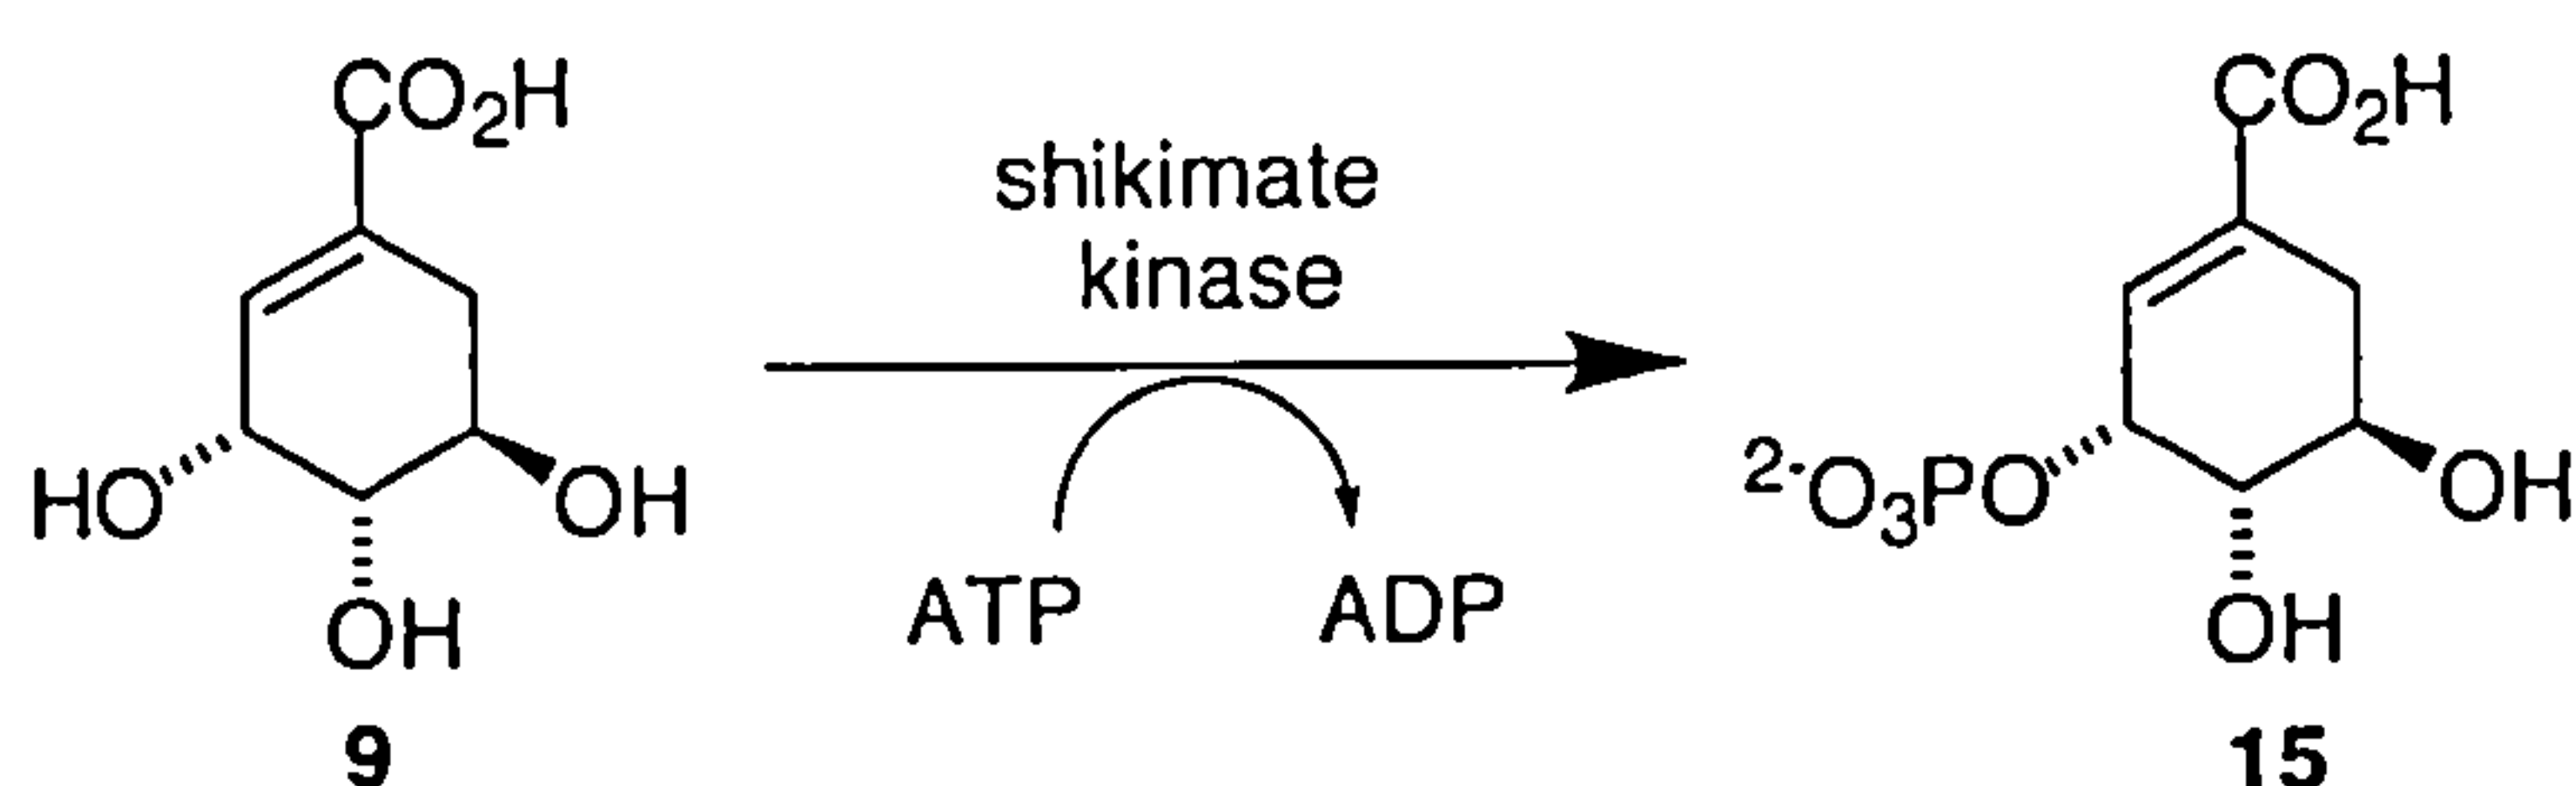 CO2H
shikimate
kinase
HO
OH
OH
ATP
ADP
9
CO2H
2-O3PO
OH
OH
15